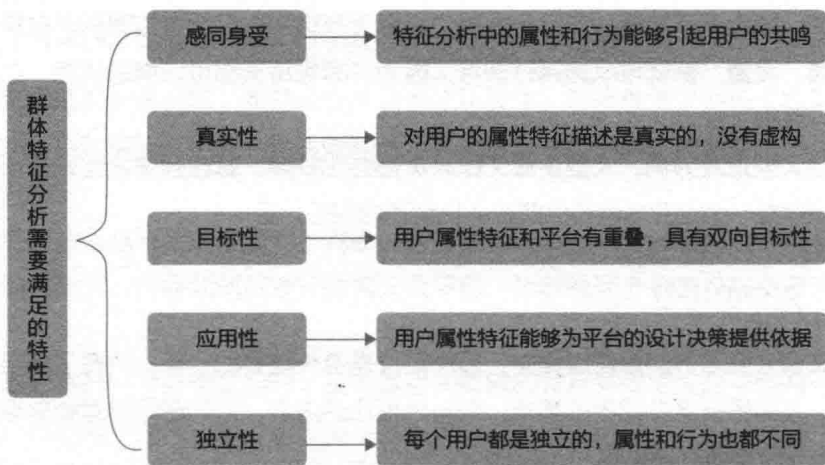 群体特征分析需要满足的特性
感同身受
特征分析中的属性和行为能够引起用户的共鸣
真实性
对用户的属性特征描述是真实的，没有虚构
目标性
用户属性特征和平台有重叠，具有双向目标性
应用性
用户属性特征能够为平台的设计决策提供依据
独立性
每个用户都是独立的，属性和行为也都不同